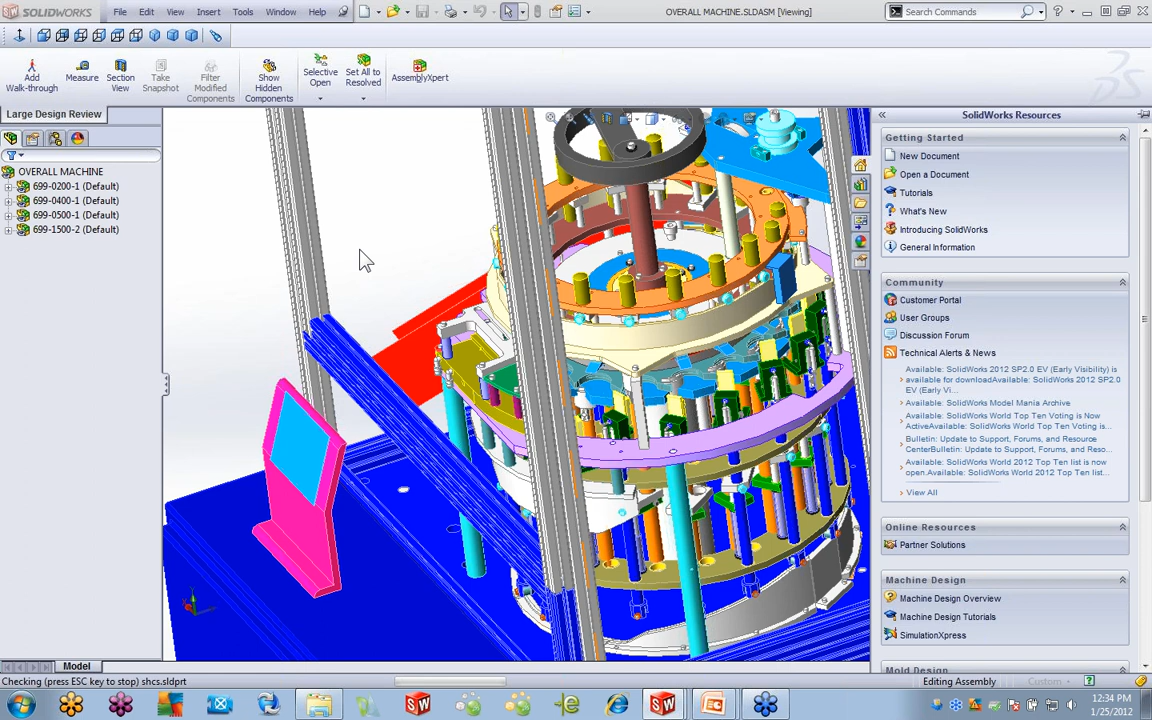 SOLIDWORKS File Edit View Insert Tools Window Help OVERALL MACHINE.SLDASM [Viewing] Search Commands
Add Walk-through
Measure
Section View
Take Snapshot
Filter Modified Components
Show Hidden Components
Selective Open
Set All to Resolved
AssemblyXpert
Large Design Review
OVERALL MACHINE
699-0200-1 (Default)
699-0400-1 (Default)
699-0500-1 (Default)
699-1500-2 (Default)
SolidWorks Resources
Getting Started
New Document
Open a Document
Tutorials
What's New
Introducing SolidWorks
General Information
Community
Customer Portal
User Groups
Discussion Forum
Technical Alerts & News
Available: SolidWorks 2012 SP2.0 EV (Early Visibility) is
available for downloadAvailable: SolidWorks 2012 SP2.0
EV (Early Vi...
Available: SolidWorks Model Mania Archive
Available: SolidWorks World Top Ten Voting is Now
ActiveAvailable: SolidWorks World Top Ten Voting is...
Bulletin: Update to Support, Forums, and Resource
CenterBulletin: Update to Support, Forums, and Reso...
Available: SolidWorks World 2012 Top Ten list is now
open.Available: SolidWorks World 2012 Top Ten list...
View All
Online Resources
Partner Solutions
Machine Design
Machine Design Overview
Machine Design Tutorials
SimulationXpress
Mold Design
Model
Checking (press ESC key to stop) shcs.sldprt Editing Assembly Custom
12:34 PM
1/25/2012